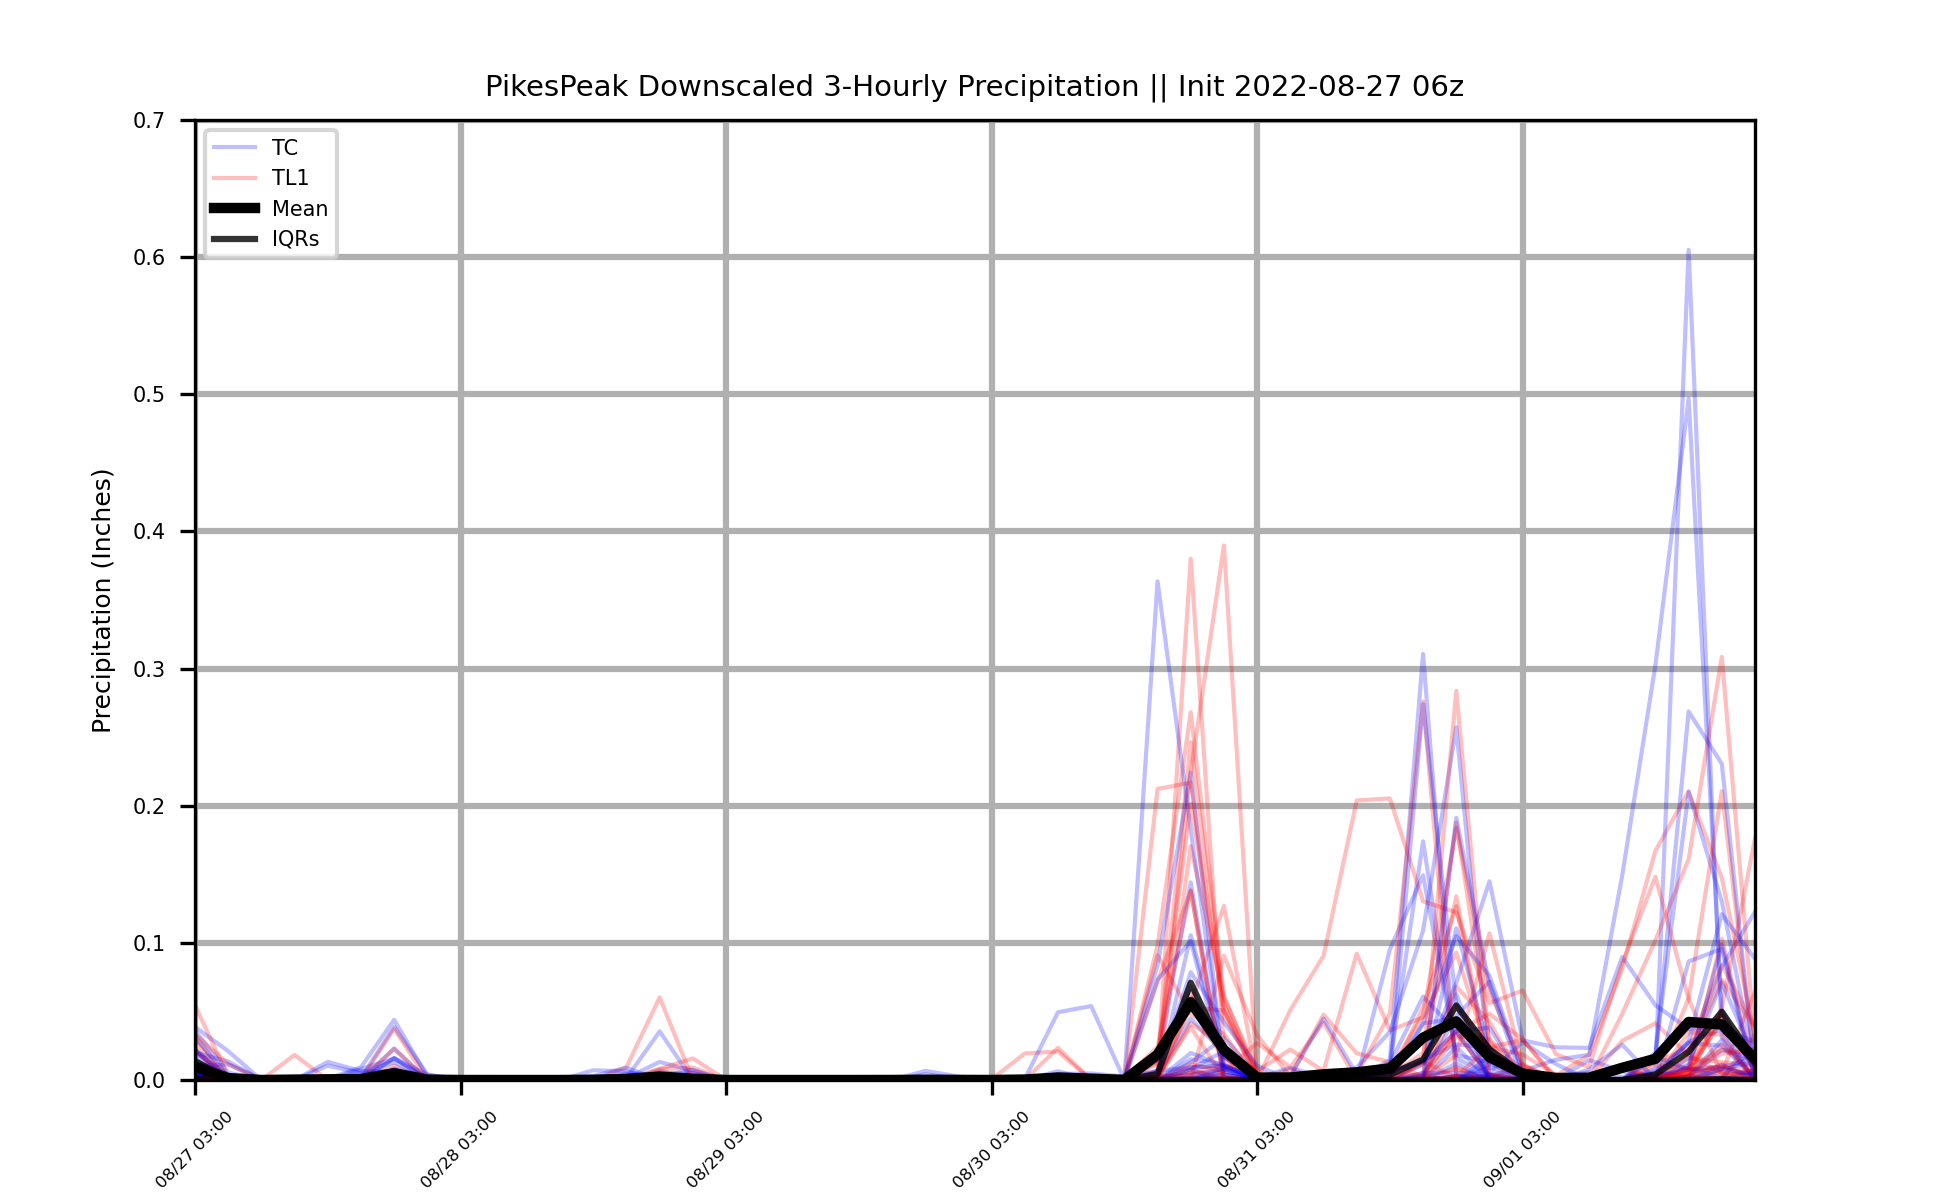 PikesPeak Downscaled 3-Hourly Precipitation || Init 2022-08-27 06z
TC
TL1
Mean
IQRs
Precipitation (Inches)
0.7
0.6
0.5
0.4
0.3
0.2
0.1
0.0
08/27 03:00
08/28 03:00
08/29 03:00
08/30 03:00
08/31 03:00
09/01 03:00